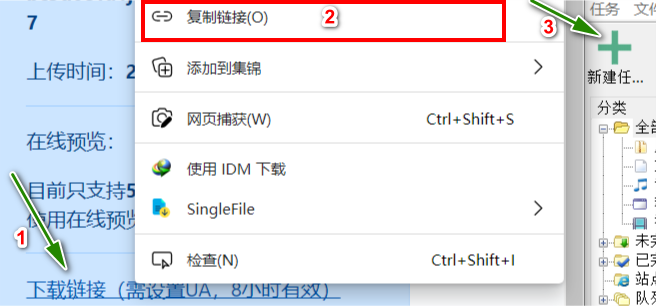 7
上传时间：2
在线预览：
目前只支持5
使用在线预览
1
下载链接（需设置UA，8小时有效）
复制链接(O)
2
添加到集锦
网页捕获(W) Ctrl+Shift+S
使用 IDM 下载
SingleFile
检查(N) Ctrl+Shift+I
任务 文件
3
新建任...
分类
全部
未完
已完
站点
队列